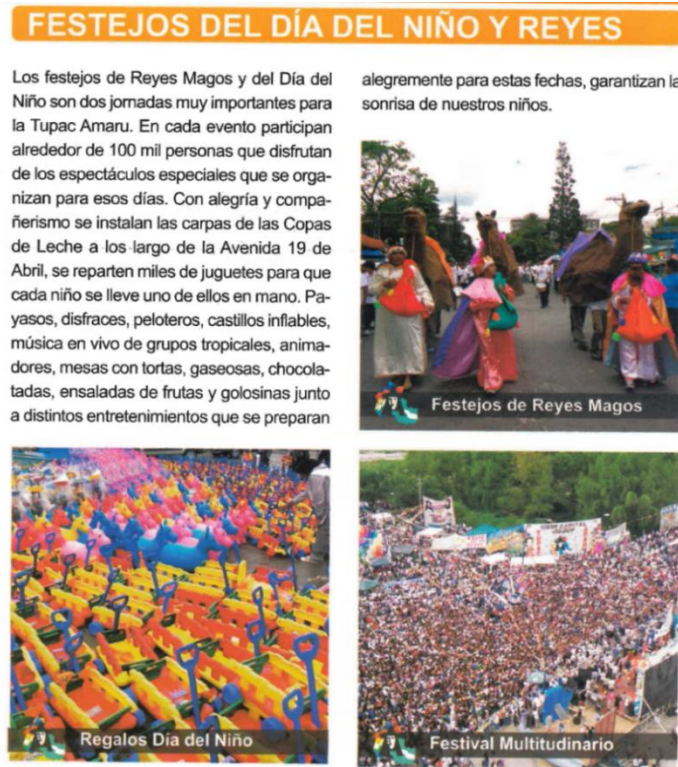 FESTEJOS DEL DÍA DEL NIÑO Y REYES
Los festejos de Reyes Magos y del Día del
Niño son dos jornadas muy importantes para
la Tupac Amaru. En cada evento participan
alrededor de 100 mil personas que disfrutan
de los espectáculos especiales que se orga-
nizan para esos días. Con alegría y compa-
ñerismo se instalan las carpas de las Copas
de Leche a los largo de la Avenida 19 de
Abril, se reparten miles de juguetes para que
cada niño se lleve uno de ellos en mano. Pa-
yasos, disfraces, peloteros, castillos inflables,
música en vivo de grupos tropicales, anima-
dores, mesas con tortas, gaseosas, chocola-
tadas, ensaladas de frutas y golosinas junto
a distintos entretenimientos que se preparan
alegremente para estas fechas, garantizan la
sonrisa de nuestros niños.
Festejos de Reyes Magos
Regalos Día del Niño
Festival Multitudinario